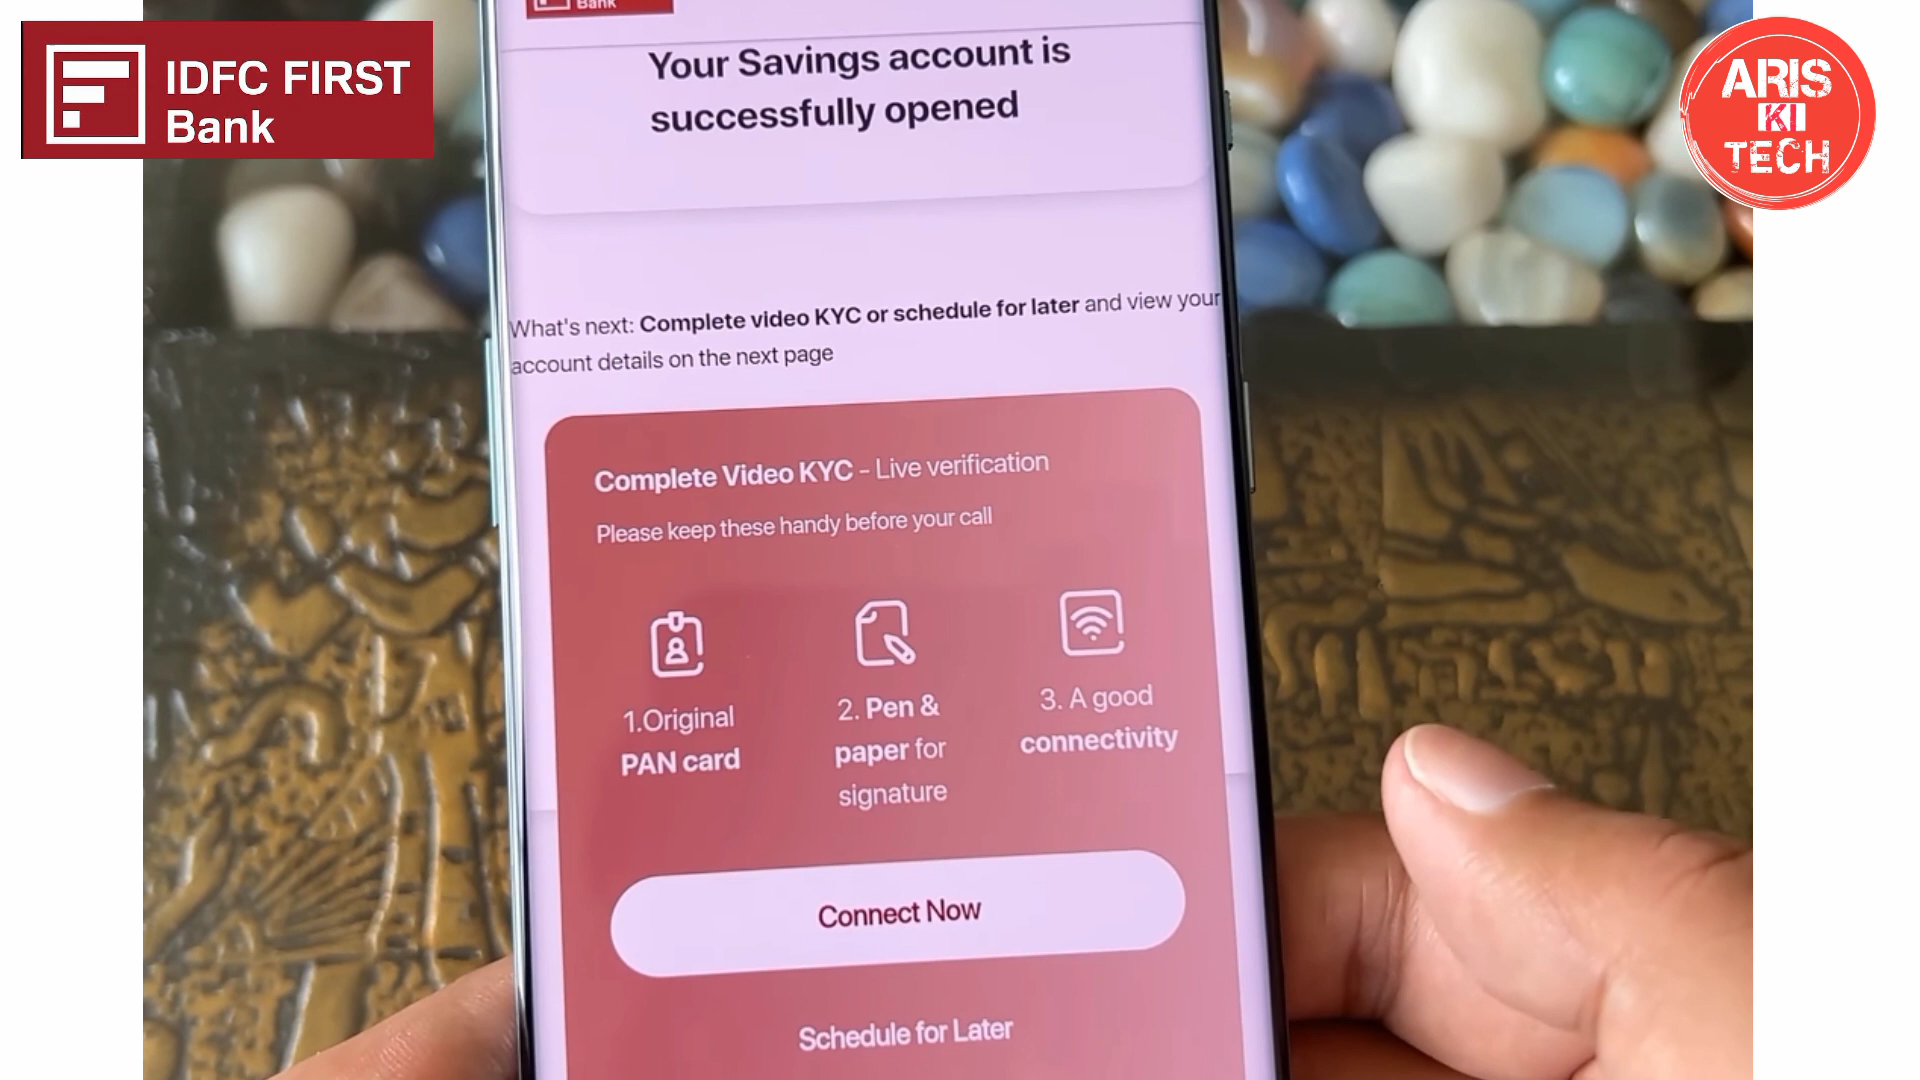 IDFC FIRST
Bank
ARIS
KI
TECH
Bank
Your Savings account is
successfully opened
What's next: Complete video KYC or schedule for later and view your
account details on the next page
Complete Video KYC - Live verification
Please keep these handy before your call
1.Original
PAN card
2. Pen &
paper for
signature
3. A good
connectivity
Connect Now
Schedule for Later